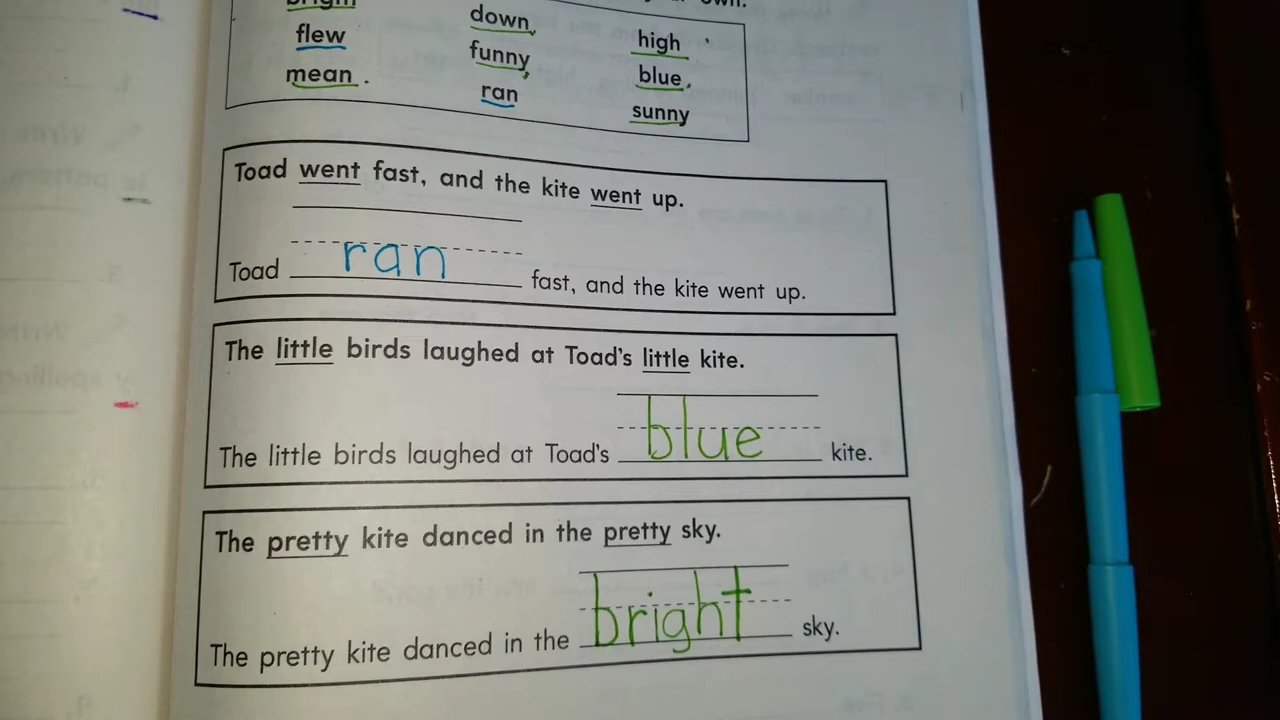 bright
down,
flew
high
funny,
mean .
blue,
ran
sunny
Toad went fast, and the kite went up.
ran
Toad fast, and the kite went up.
The little birds laughed at Toad's little kite.
blue
The little birds laughed at Toad's kite.
The pretty kite danced in the pretty sky.
bright
The pretty kite danced in the sky.